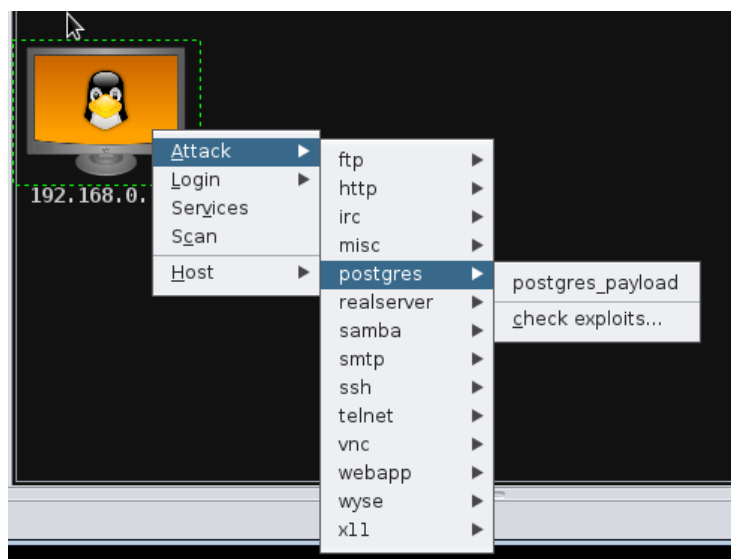 192.168.0.
Attack
Login
Services
Scan
Host
ftp
http
irc
misc
postgres
realserver
samba
smtp
ssh
telnet
vnc
webapp
wyse
x11
postgres_payload
check exploits...